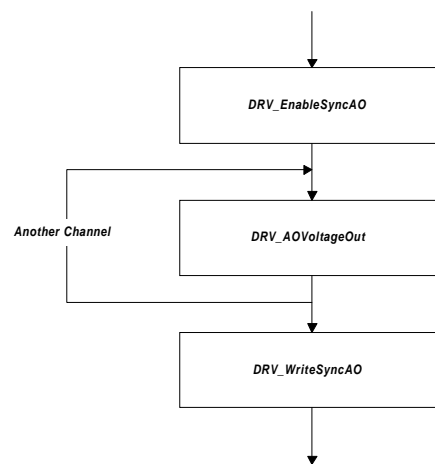 DRV_EnableSyncAO
Another Channel
DRV_AOVoltageOut
DRV_WriteSyncAO